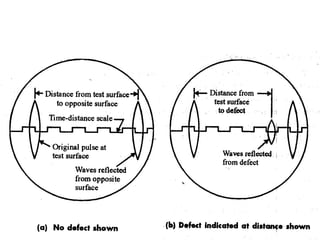 Distance from test surface
to opposite surface
Time-distance scale
Original pulse at
test surface
Waves reflected
from opposite
surface
(a) No defect shown
Distance from
test surface
to defect
Waves reflected
from defect
(b) Defect indicated at distance shown